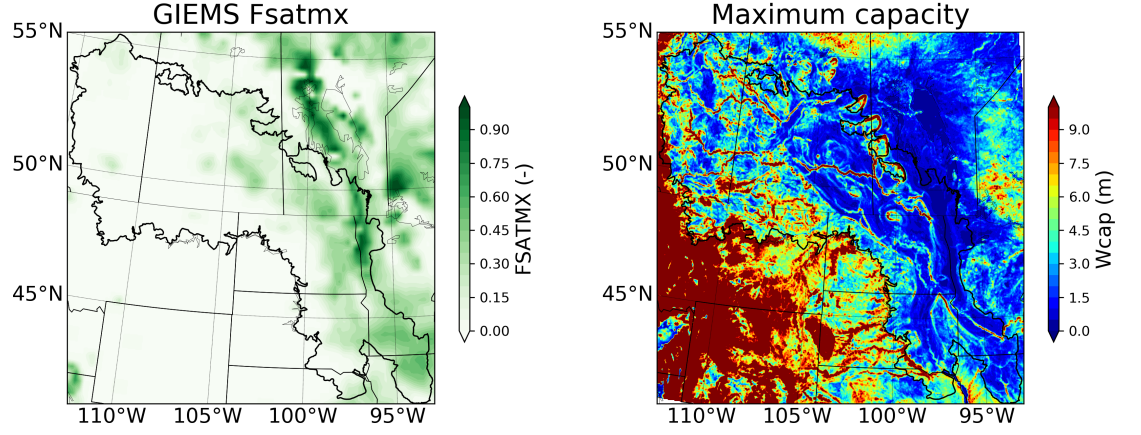 GIEMS Fsatmx
55°N
50°N
45°N
110°W 105°W 100°W 95°W
0.90
0.75
0.60
0.45
0.30
0.15
0.00
FSATMX (-)
Maximum capacity
55°N
50°N
45°N
110°W 105°W 100°W 95°W
9.0
7.5
6.0
4.5
3.0
1.5
0.0
Wcap (m)